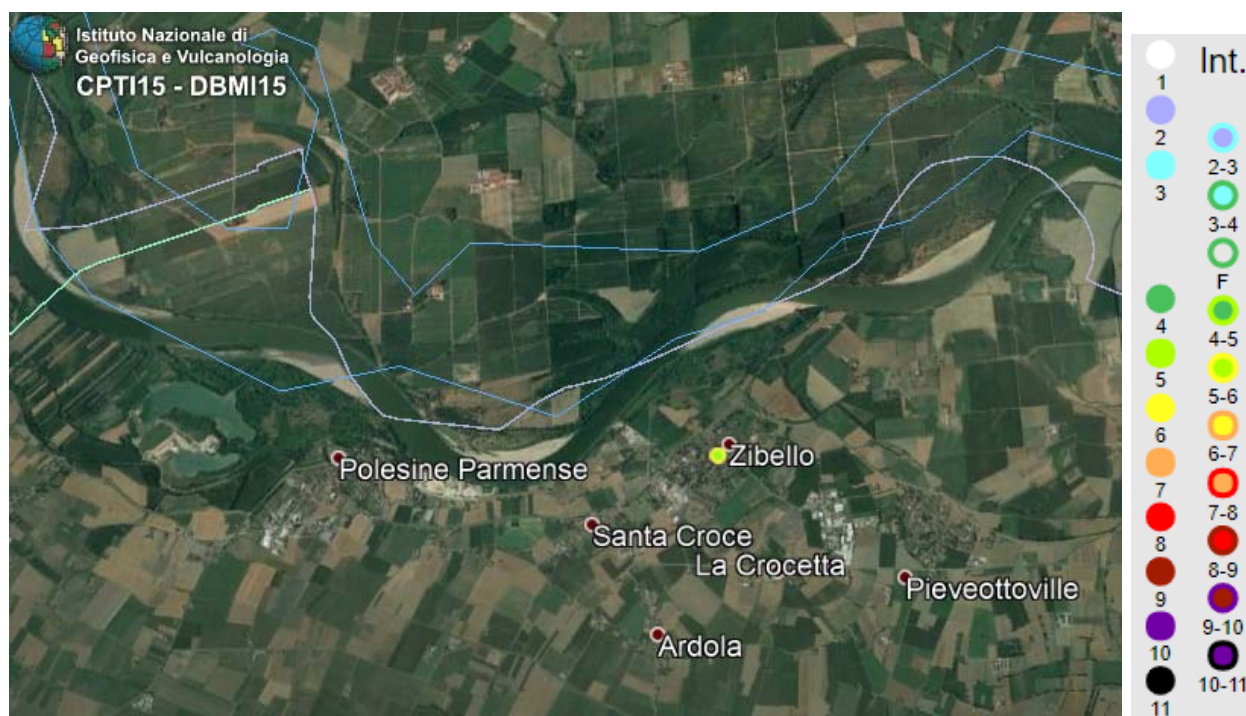 Istituto Nazionale di
Geofisica e Vulcanologia
CPTI15 - DBMI15
Polesine Parmense
Zibello
Santa Croce
La Crocetta
Pieveottoville
Ardola
Int.
1
2
2-3
3
3-4
F
4
4-5
5
5-6
6
6-7
7
7-8
8
8-9
9
9-10
10
10-11
11